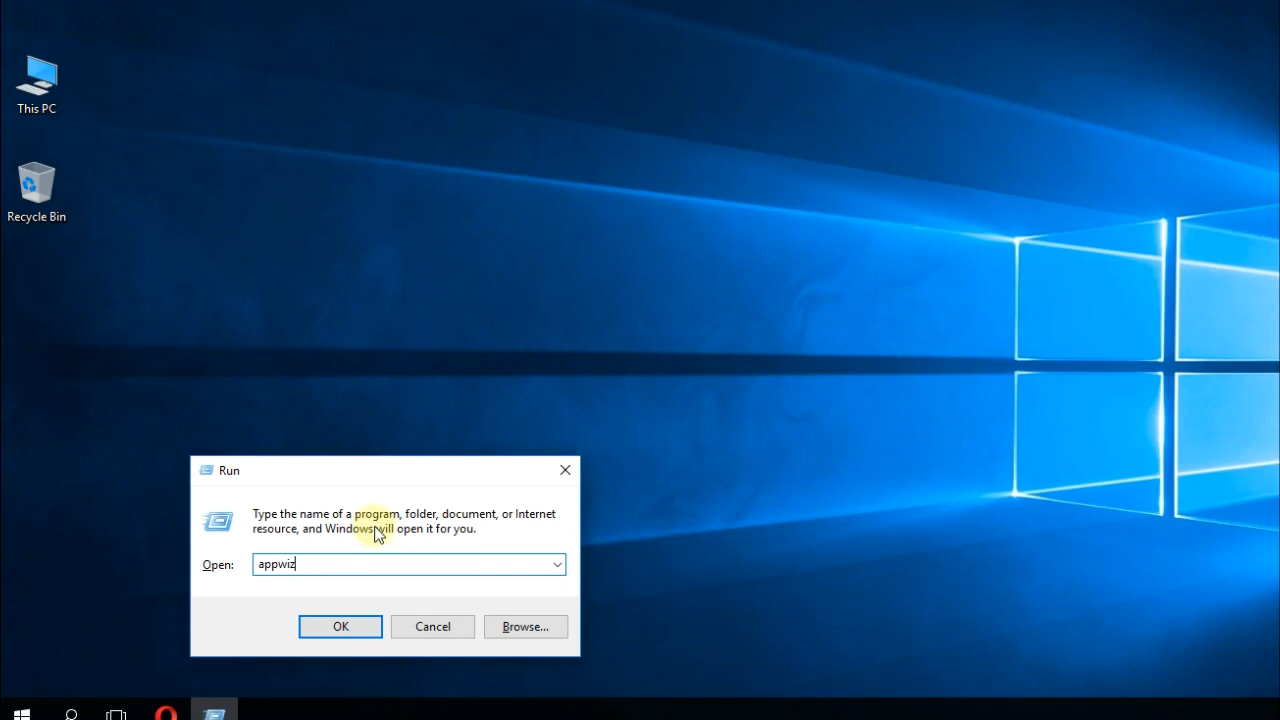 This PC
Recycle Bin
Run
Type the name of a program, folder, document, or Internet
resource, and Windows will open it for you.
Open: appwiz
OK Cancel Browse...